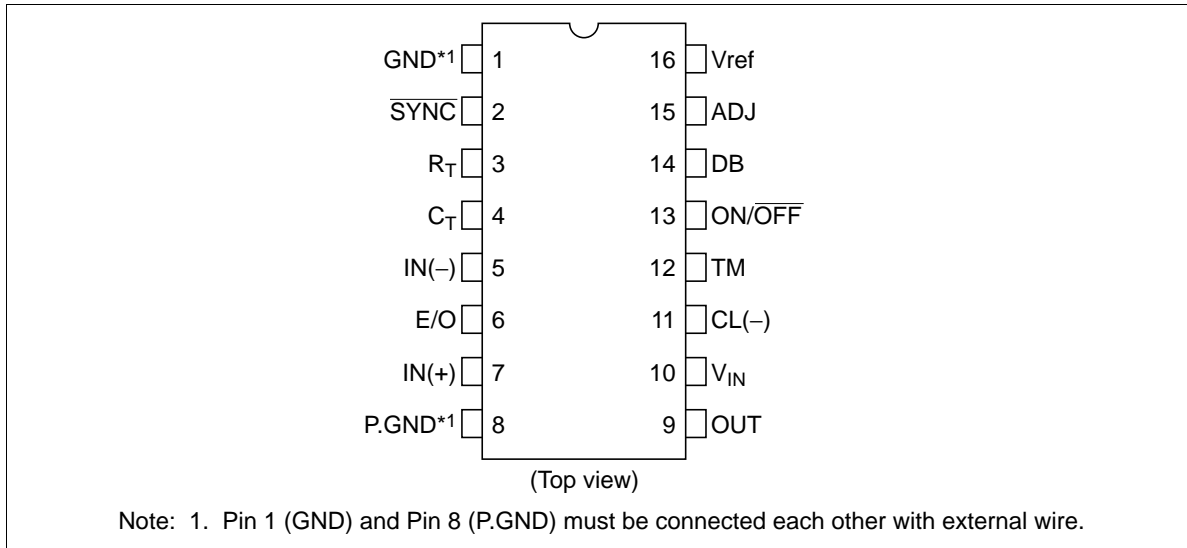 GND*1 1 16 Vref
S̅Y̅N̅C̅ 2 15 ADJ
RT 3 14 DB
CT 4 13 ON/O̅F̅F̅
IN(−) 5 12 TM
E/O 6 11 CL(−)
IN(+) 7 10 VIN
P.GND*1 8 9 OUT
(Top view)
Note: 1. Pin 1 (GND) and Pin 8 (P.GND) must be connected each other with external wire.